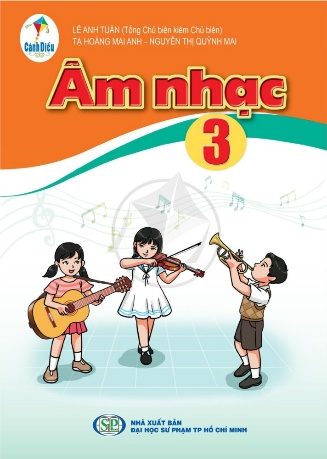 Cánh Diều
LÊ ANH TUẤN (Tổng Chủ biên kiêm Chủ biên)
TẠ HOÀNG MAI ANH - NGUYỄN THỊ QUỲNH MAI
Âm nhạc
3
NHÀ XUẤT BẢN
ĐẠI HỌC SƯ PHẠM TP HỒ CHÍ MINH